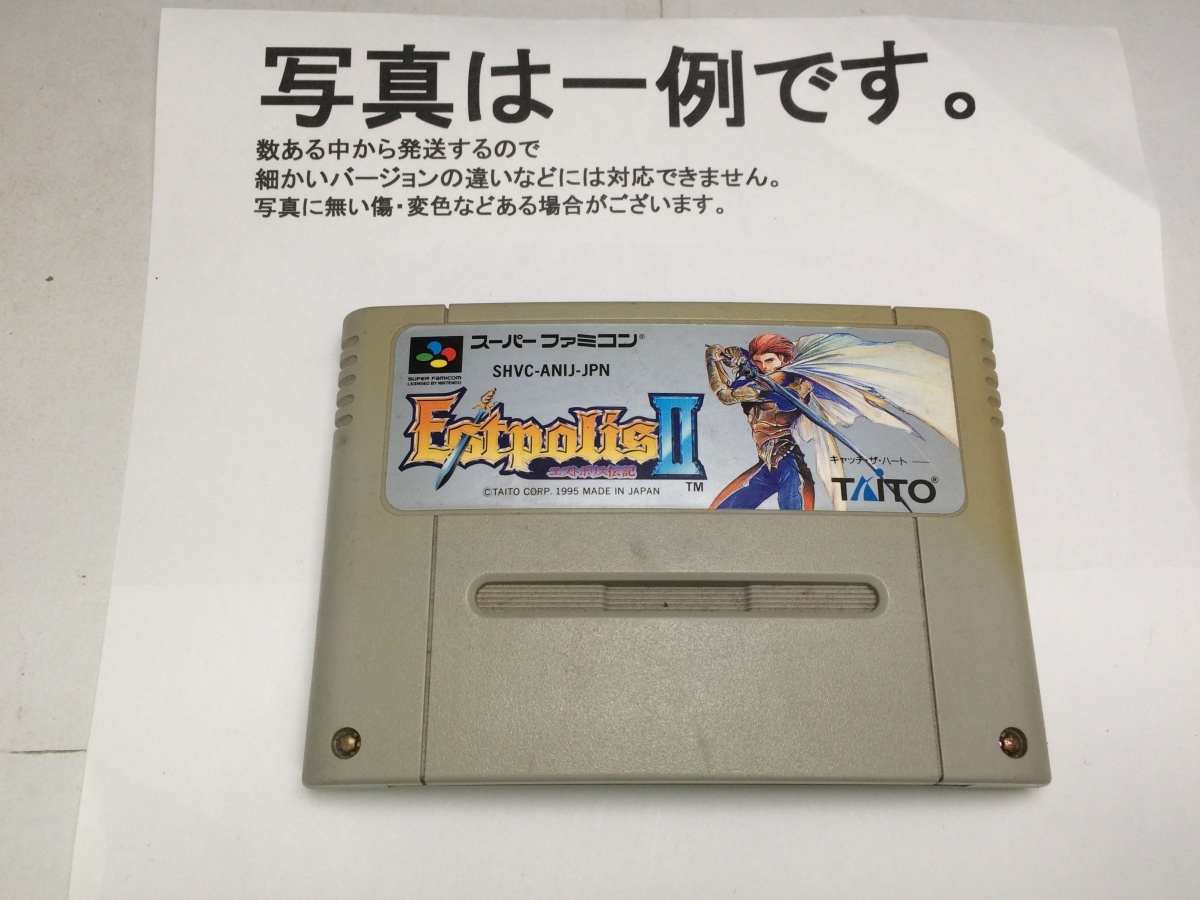 写真は一例です。
数ある中から発送するので
細かいバージョンの違いなどには対応できません。
写真に無い傷・変色などある場合がございます。
スーパーファミコン®
SUPER FAMICOM
LICENSED BY NINTENDO
SHVC-ANIJ-JPN
Estpolis II
エストポリス伝記
TM
©TAITO CORP. 1995 MADE IN JAPAN
キャッチ・ザ・ハート
TAITO®